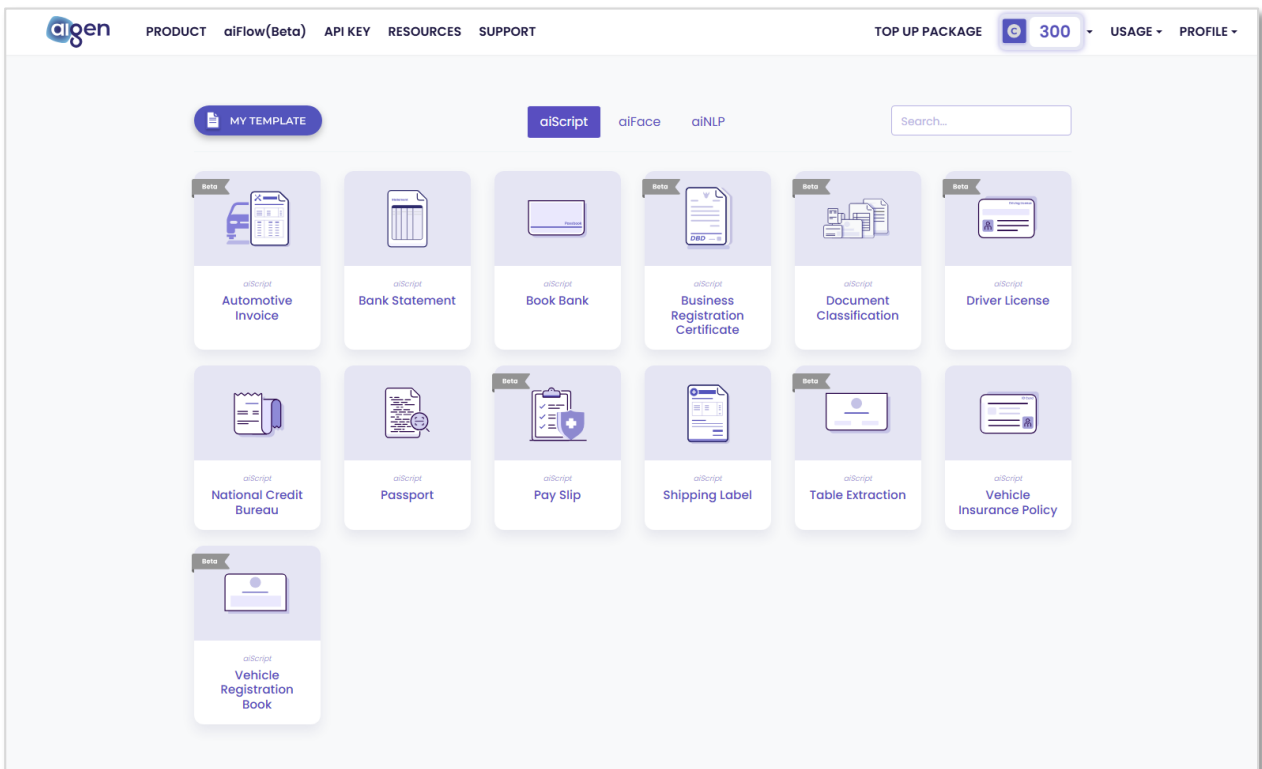 aigen PRODUCT aiFlow(Beta) API KEY RESOURCES SUPPORT TOP UP PACKAGE C 300 USAGE PROFILE
MY TEMPLATE aiScript aiFace aiNLP Search...
Beta
aiScript
Automotive
Invoice
aiScript
Bank Statement
aiScript
Book Bank
Beta
DBD
aiScript
Business
Registration
Certificate
Beta
aiScript
Document
Classification
Beta
aiScript
Driver License
aiScript
National Credit
Bureau
aiScript
Passport
Beta
aiScript
Pay Slip
aiScript
Shipping Label
Beta
aiScript
Table Extraction
aiScript
Vehicle
Insurance Policy
Beta
aiScript
Vehicle
Registration
Book